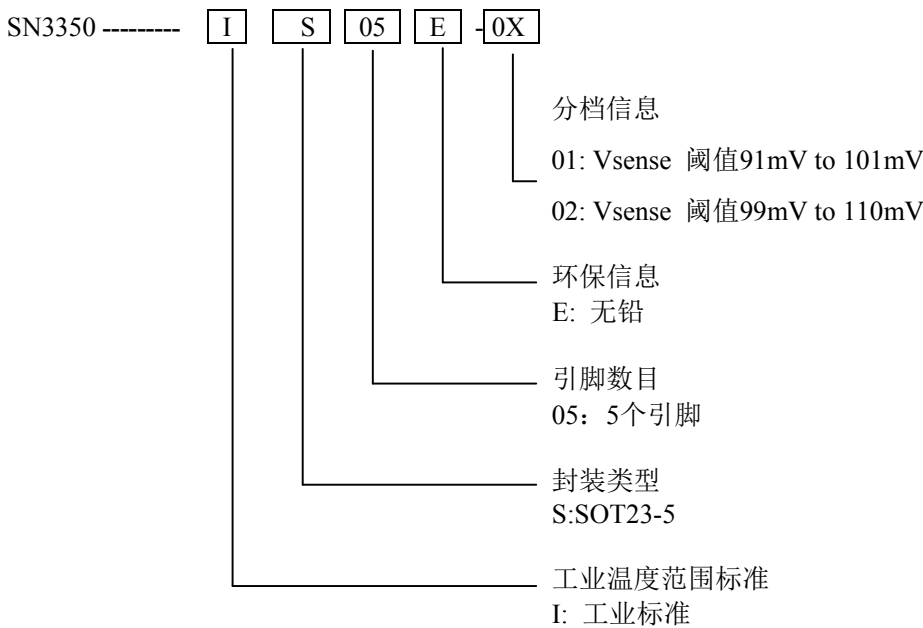 SN3350 --------- I S 05 E -0X
分档信息
01: Vsense 阈值91mV to 101mV
02: Vsense 阈值99mV to 110mV
环保信息
E: 无铅
引脚数目
05：5个引脚
封装类型
S:SOT23-5
工业温度范围标准
I: 工业标准